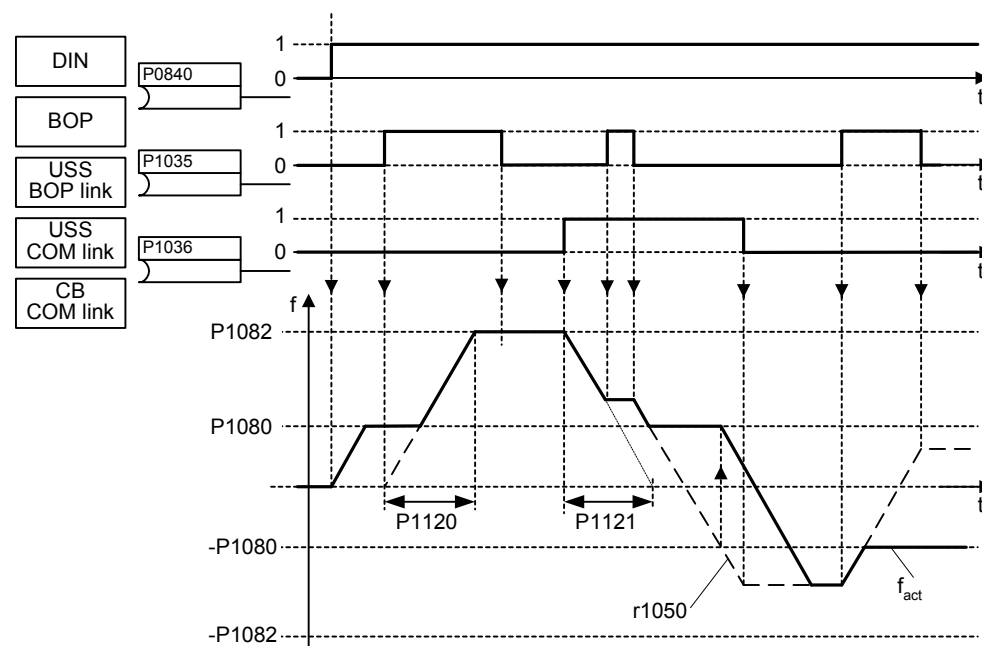 DIN
BOP
USS
BOP link
USS
COM link
CB
COM link
P0840
P1035
P1036
1
0
t
1
0
t
1
0
t
f
P1082
P1080
P1120
P1121
t
-P1080
r1050
fact
-P1082